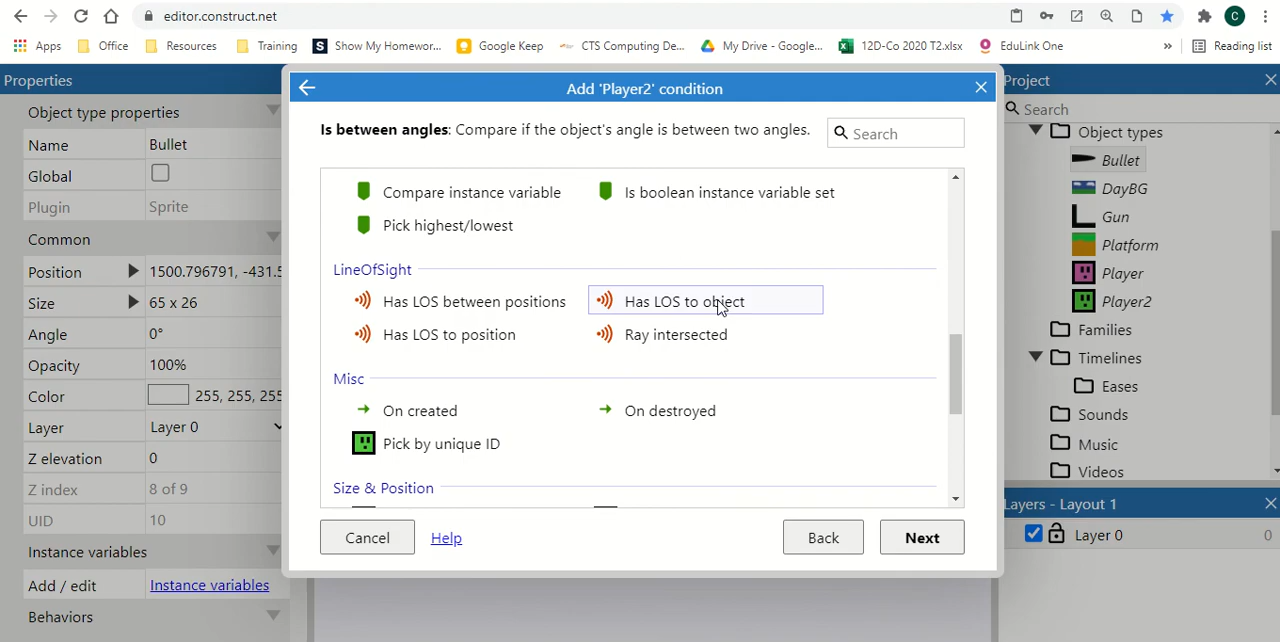 editor.construct.net
C
Apps Office Resources Training S Show My Homewor... Google Keep CTS Computing De... My Drive - Google... 12D-Co 2020 T2.xlsx EduLink One » Reading list
Properties
Object type properties
Name Bullet
Global
Plugin Sprite
Common
Position 1500.796791, -431.5
Size 65 x 26
Angle 0°
Opacity 100%
Color 255, 255, 255
Layer Layer 0
Z elevation 0
Z index 8 of 9
UID 10
Instance variables
Add / edit Instance variables
Behaviors
Add 'Player2' condition
Is between angles: Compare if the object's angle is between two angles.
Search
Compare instance variable Is boolean instance variable set
Pick highest/lowest
LineOfSight
Has LOS between positions Has LOS to object
Has LOS to position Ray intersected
Misc
On created On destroyed
Pick by unique ID
Size & Position
Cancel Help Back Next
Project
Search
Object types
Bullet
DayBG
Gun
Platform
Player
Player2
Families
Timelines
Eases
Sounds
Music
Videos
Layers - Layout 1
Layer 0 0